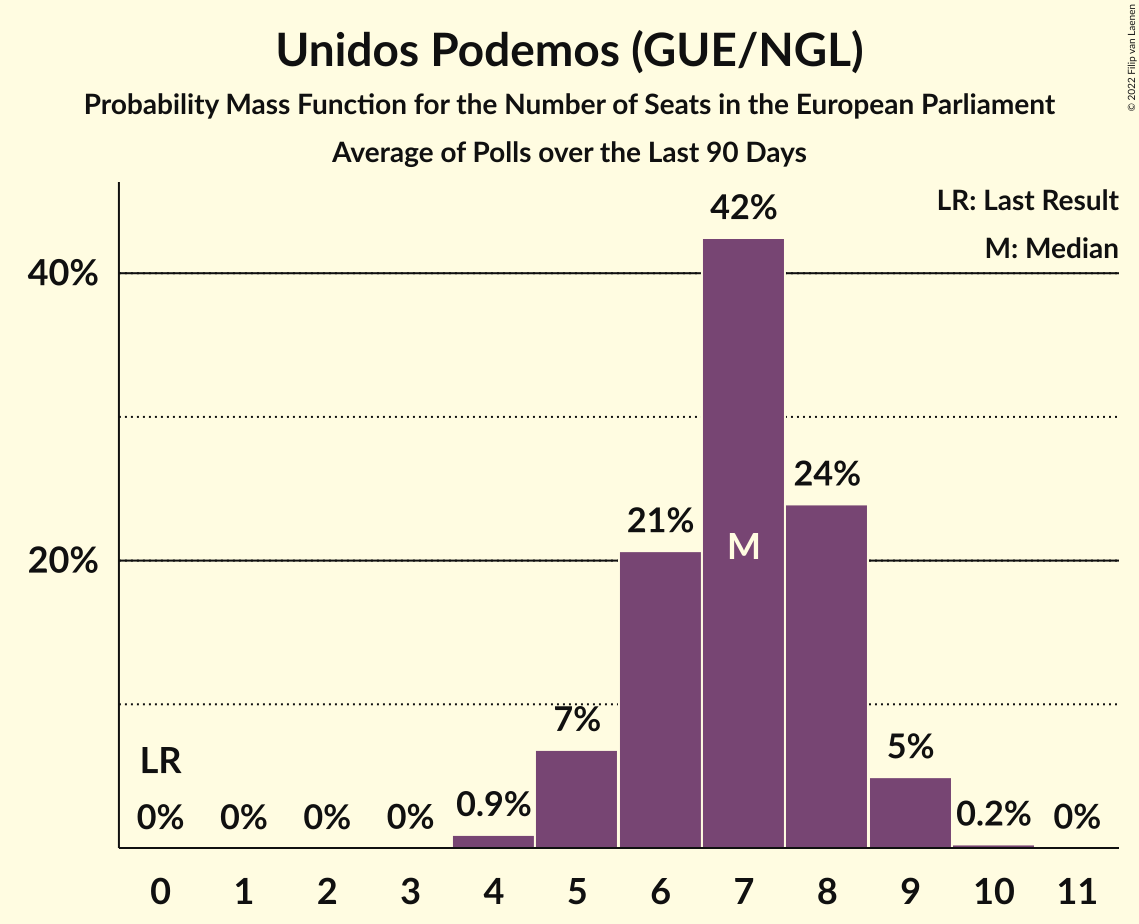 Unidos Podemos (GUE/NGL)
Probability Mass Function for the Number of Seats in the European Parliament
Average of Polls over the Last 90 Days
© 2022 Filip van Laenen
LR: Last Result
M: Median
42%
40%
24%
21%
M
20%
7%
5%
LR
0% 0% 0% 0% 0.9% 0.2% 0%
0 1 2 3 4 5 6 7 8 9 10 11